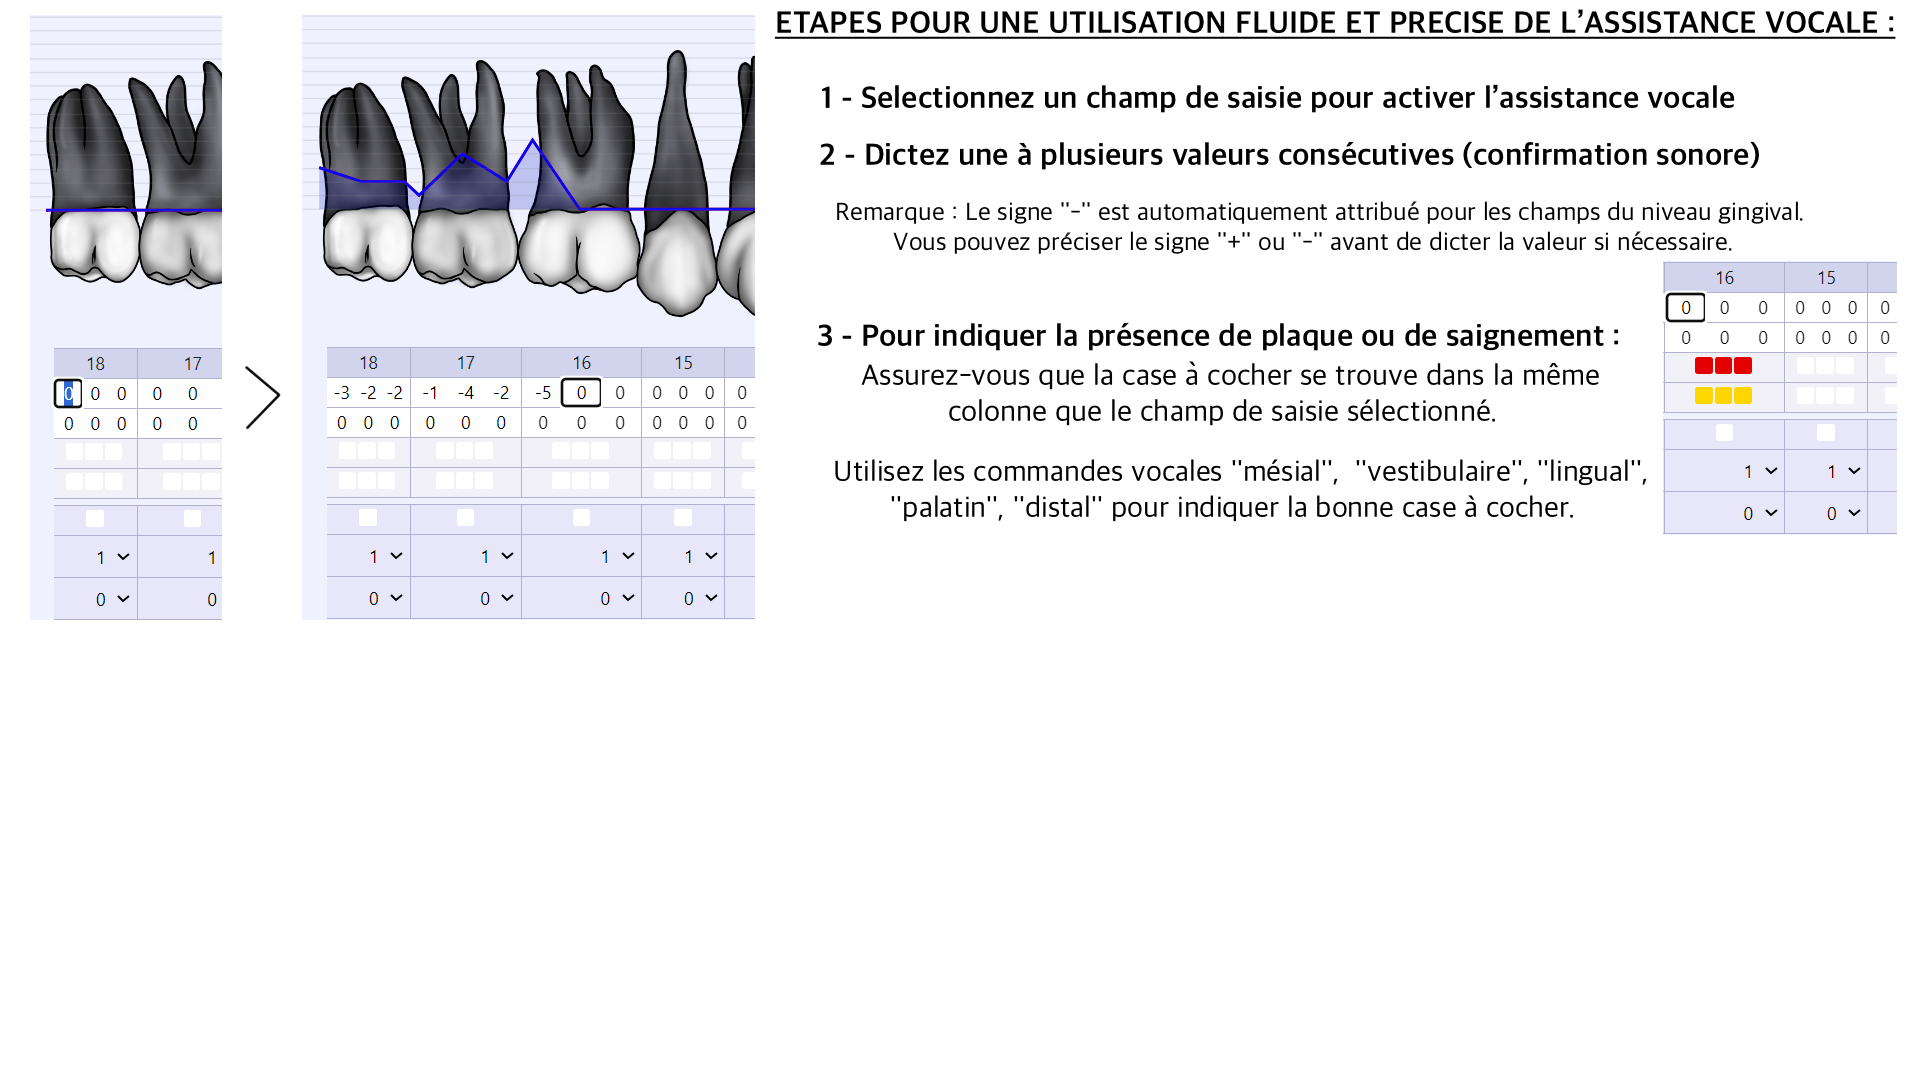 ETAPES POUR UNE UTILISATION FLUIDE ET PRECISE DE L’ASSISTANCE VOCALE :
1 - Selectionnez un champ de saisie pour activer l’assistance vocale
2 - Dictez une à plusieurs valeurs consécutives (confirmation sonore)
Remarque : Le signe "-" est automatiquement attribué pour les champs du niveau gingival.
Vous pouvez préciser le signe "+" ou "-" avant de dicter la valeur si nécessaire.
3 - Pour indiquer la présence de plaque ou de saignement :
Assurez-vous que la case à cocher se trouve dans la même
colonne que le champ de saisie sélectionné.
Utilisez les commandes vocales "mésial", "vestibulaire", "lingual",
"palatin", "distal" pour indiquer la bonne case à cocher.
18 17
0 0 0 0 0
0 0 0 0 0
1 1
0 0
18 17 16 15
-3 -2 -2 -1 -4 -2 -5 0 0 0 0 0 0
0 0 0 0 0 0 0 0 0 0 0 0 0
1 1 1 1
0 0 0 0
16 15
0 0 0 0 0 0 0
0 0 0 0 0 0 0
1 1
0 0